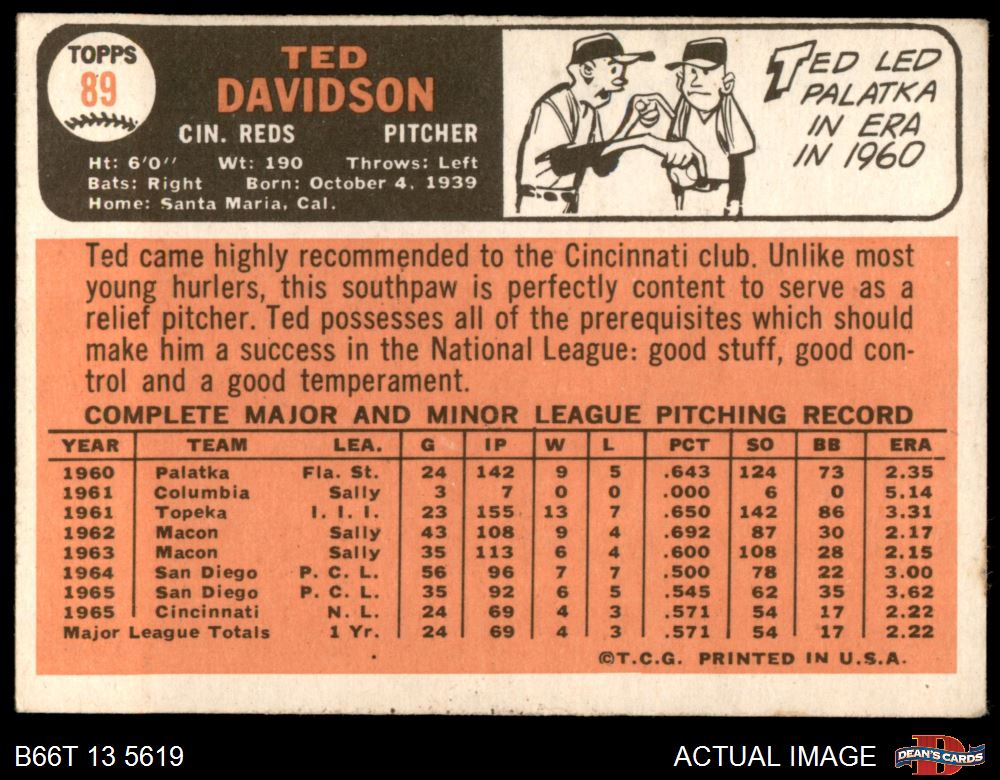 TOPPS
89
TED
DAVIDSON
CIN. REDS PITCHER
Ht: 6'0" Wt: 190 Throws: Left
Bats: Right Born: October 4, 1939
Home: Santa Maria, Cal.
TED LED
PALATKA
IN ERA
IN 1960
Ted came highly recommended to the Cincinnati club. Unlike most
young hurlers, this southpaw is perfectly content to serve as a
relief pitcher. Ted possesses all of the prerequisites which should
make him a success in the National League: good stuff, good con-
trol and a good temperament.
COMPLETE MAJOR AND MINOR LEAGUE PITCHING RECORD
YEAR TEAM LEA. G IP W L PCT SO BB ERA
1960 Palatka Fla. St. 24 142 9 5 .643 124 73 2.35
1961 Columbia Sally 3 7 0 0 .000 6 0 5.14
1961 Topeka I. I. I. 23 155 13 7 .650 142 86 3.31
1962 Macon Sally 43 108 9 4 .692 87 30 2.17
1963 Macon Sally 35 113 6 4 .600 108 28 2.15
1964 San Diego P. C. L. 56 96 7 7 .500 78 22 3.00
1965 San Diego P. C. L. 35 92 6 5 .545 62 35 3.62
1965 Cincinnati N. L. 24 69 4 3 .571 54 17 2.22
Major League Totals 1 Yr. 24 69 4 3 .571 54 17 2.22
©T.C.G. PRINTED IN U.S.A.
B66T 13 5619 ACTUAL IMAGE DEAN'S CARDS